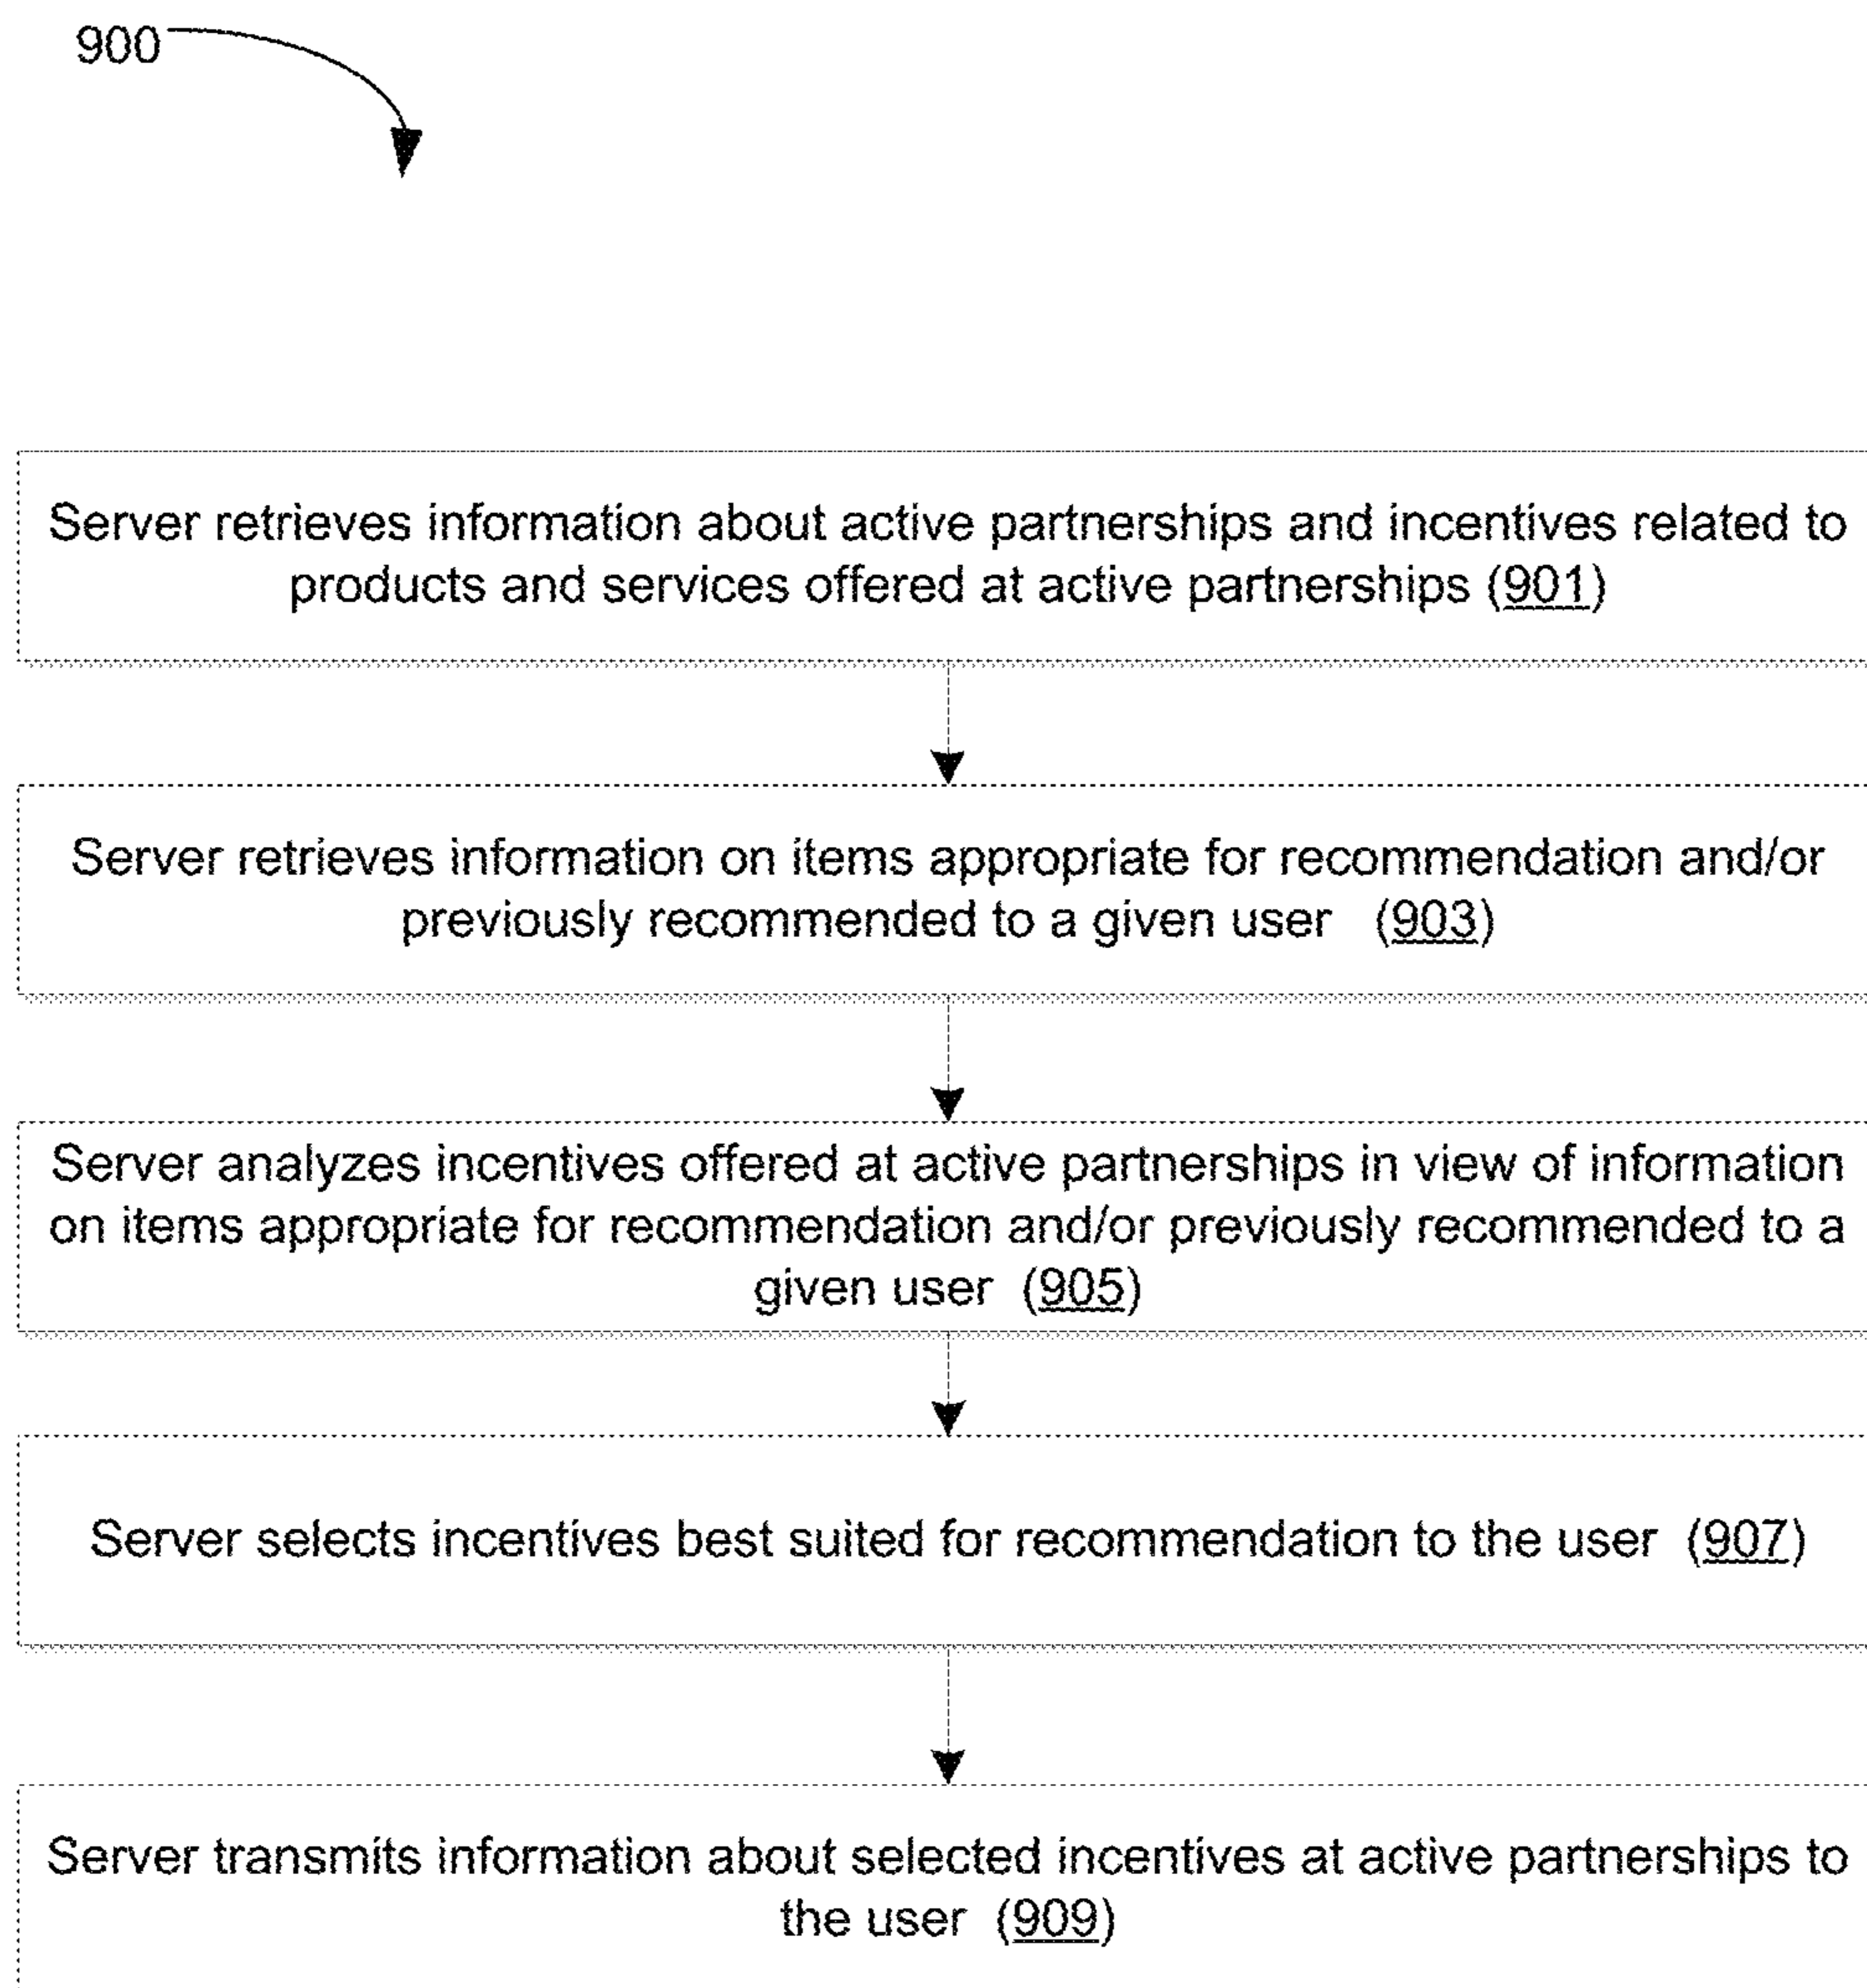 900
Server retrieves information about active partnerships and incentives related to
products and services offered at active partnerships (901)
Server retrieves information on items appropriate for recommendation and/or
previously recommended to a given user (903)
Server analyzes incentives offered at active partnerships in view of information
on items appropriate for recommendation and/or previously recommended to a
given user (905)
Server selects incentives best suited for recommendation to the user (907)
Server transmits information about selected incentives at active partnerships to
the user (909)